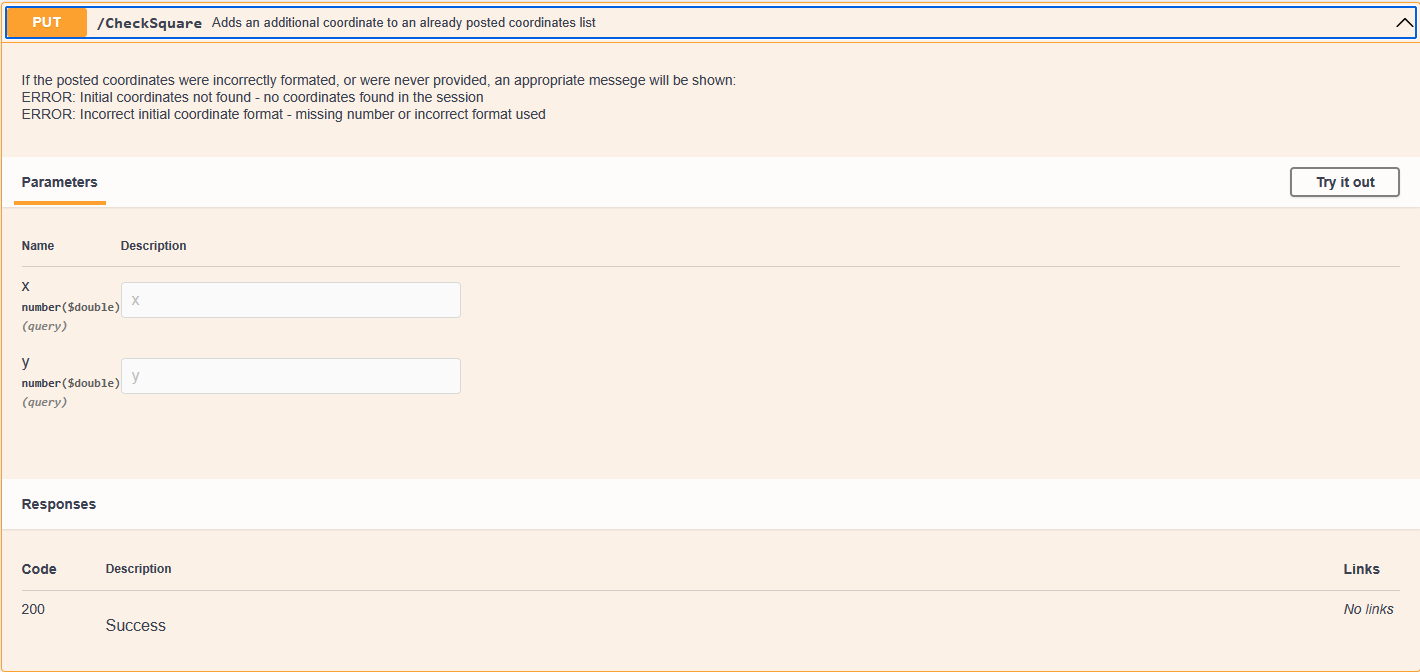 PUT /CheckSquare Adds an additional coordinate to an already posted coordinates list
If the posted coordinates were incorrectly formated, or were never provided, an appropriate messege will be shown:
ERROR: Initial coordinates not found - no coordinates found in the session
ERROR: Incorrect initial coordinate format - missing number or incorrect format used
Parameters Try it out
Name Description
x
number($double) x
(query)
y
number($double) y
(query)
Responses
Code Description Links
200 No links
Success